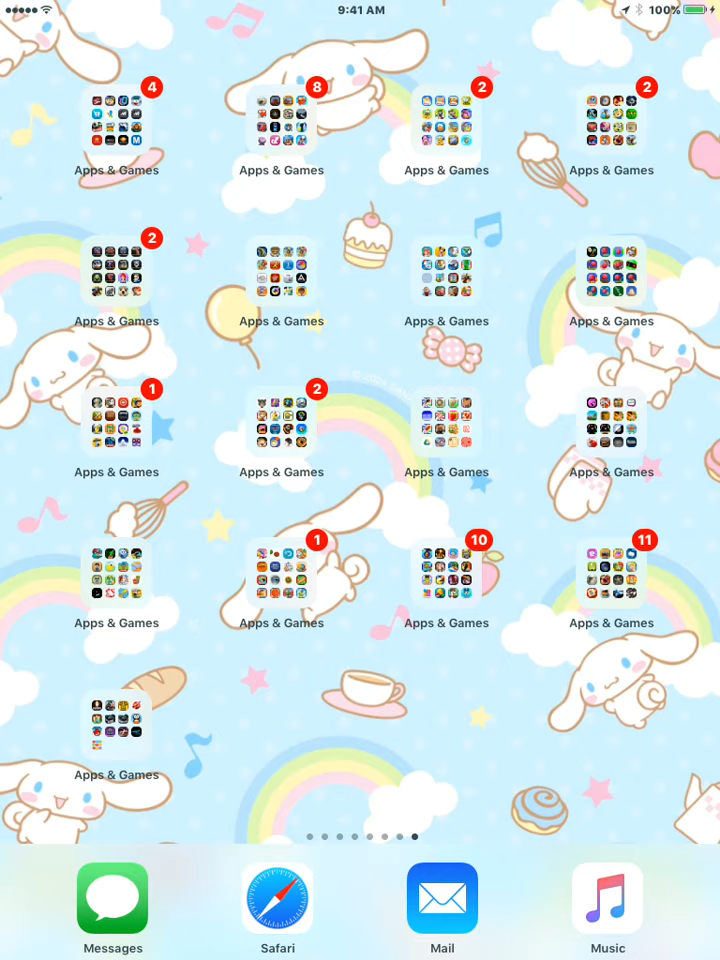 9:41 AM 100%
4 8 2 2
Apps & Games Apps & Games Apps & Games Apps & Games
2
Apps & Games Apps & Games Apps & Games Apps & Games
1 2
Apps & Games Apps & Games Apps & Games Apps & Games
1 10 11
Apps & Games Apps & Games Apps & Games Apps & Games
Apps & Games
Messages Safari Mail Music